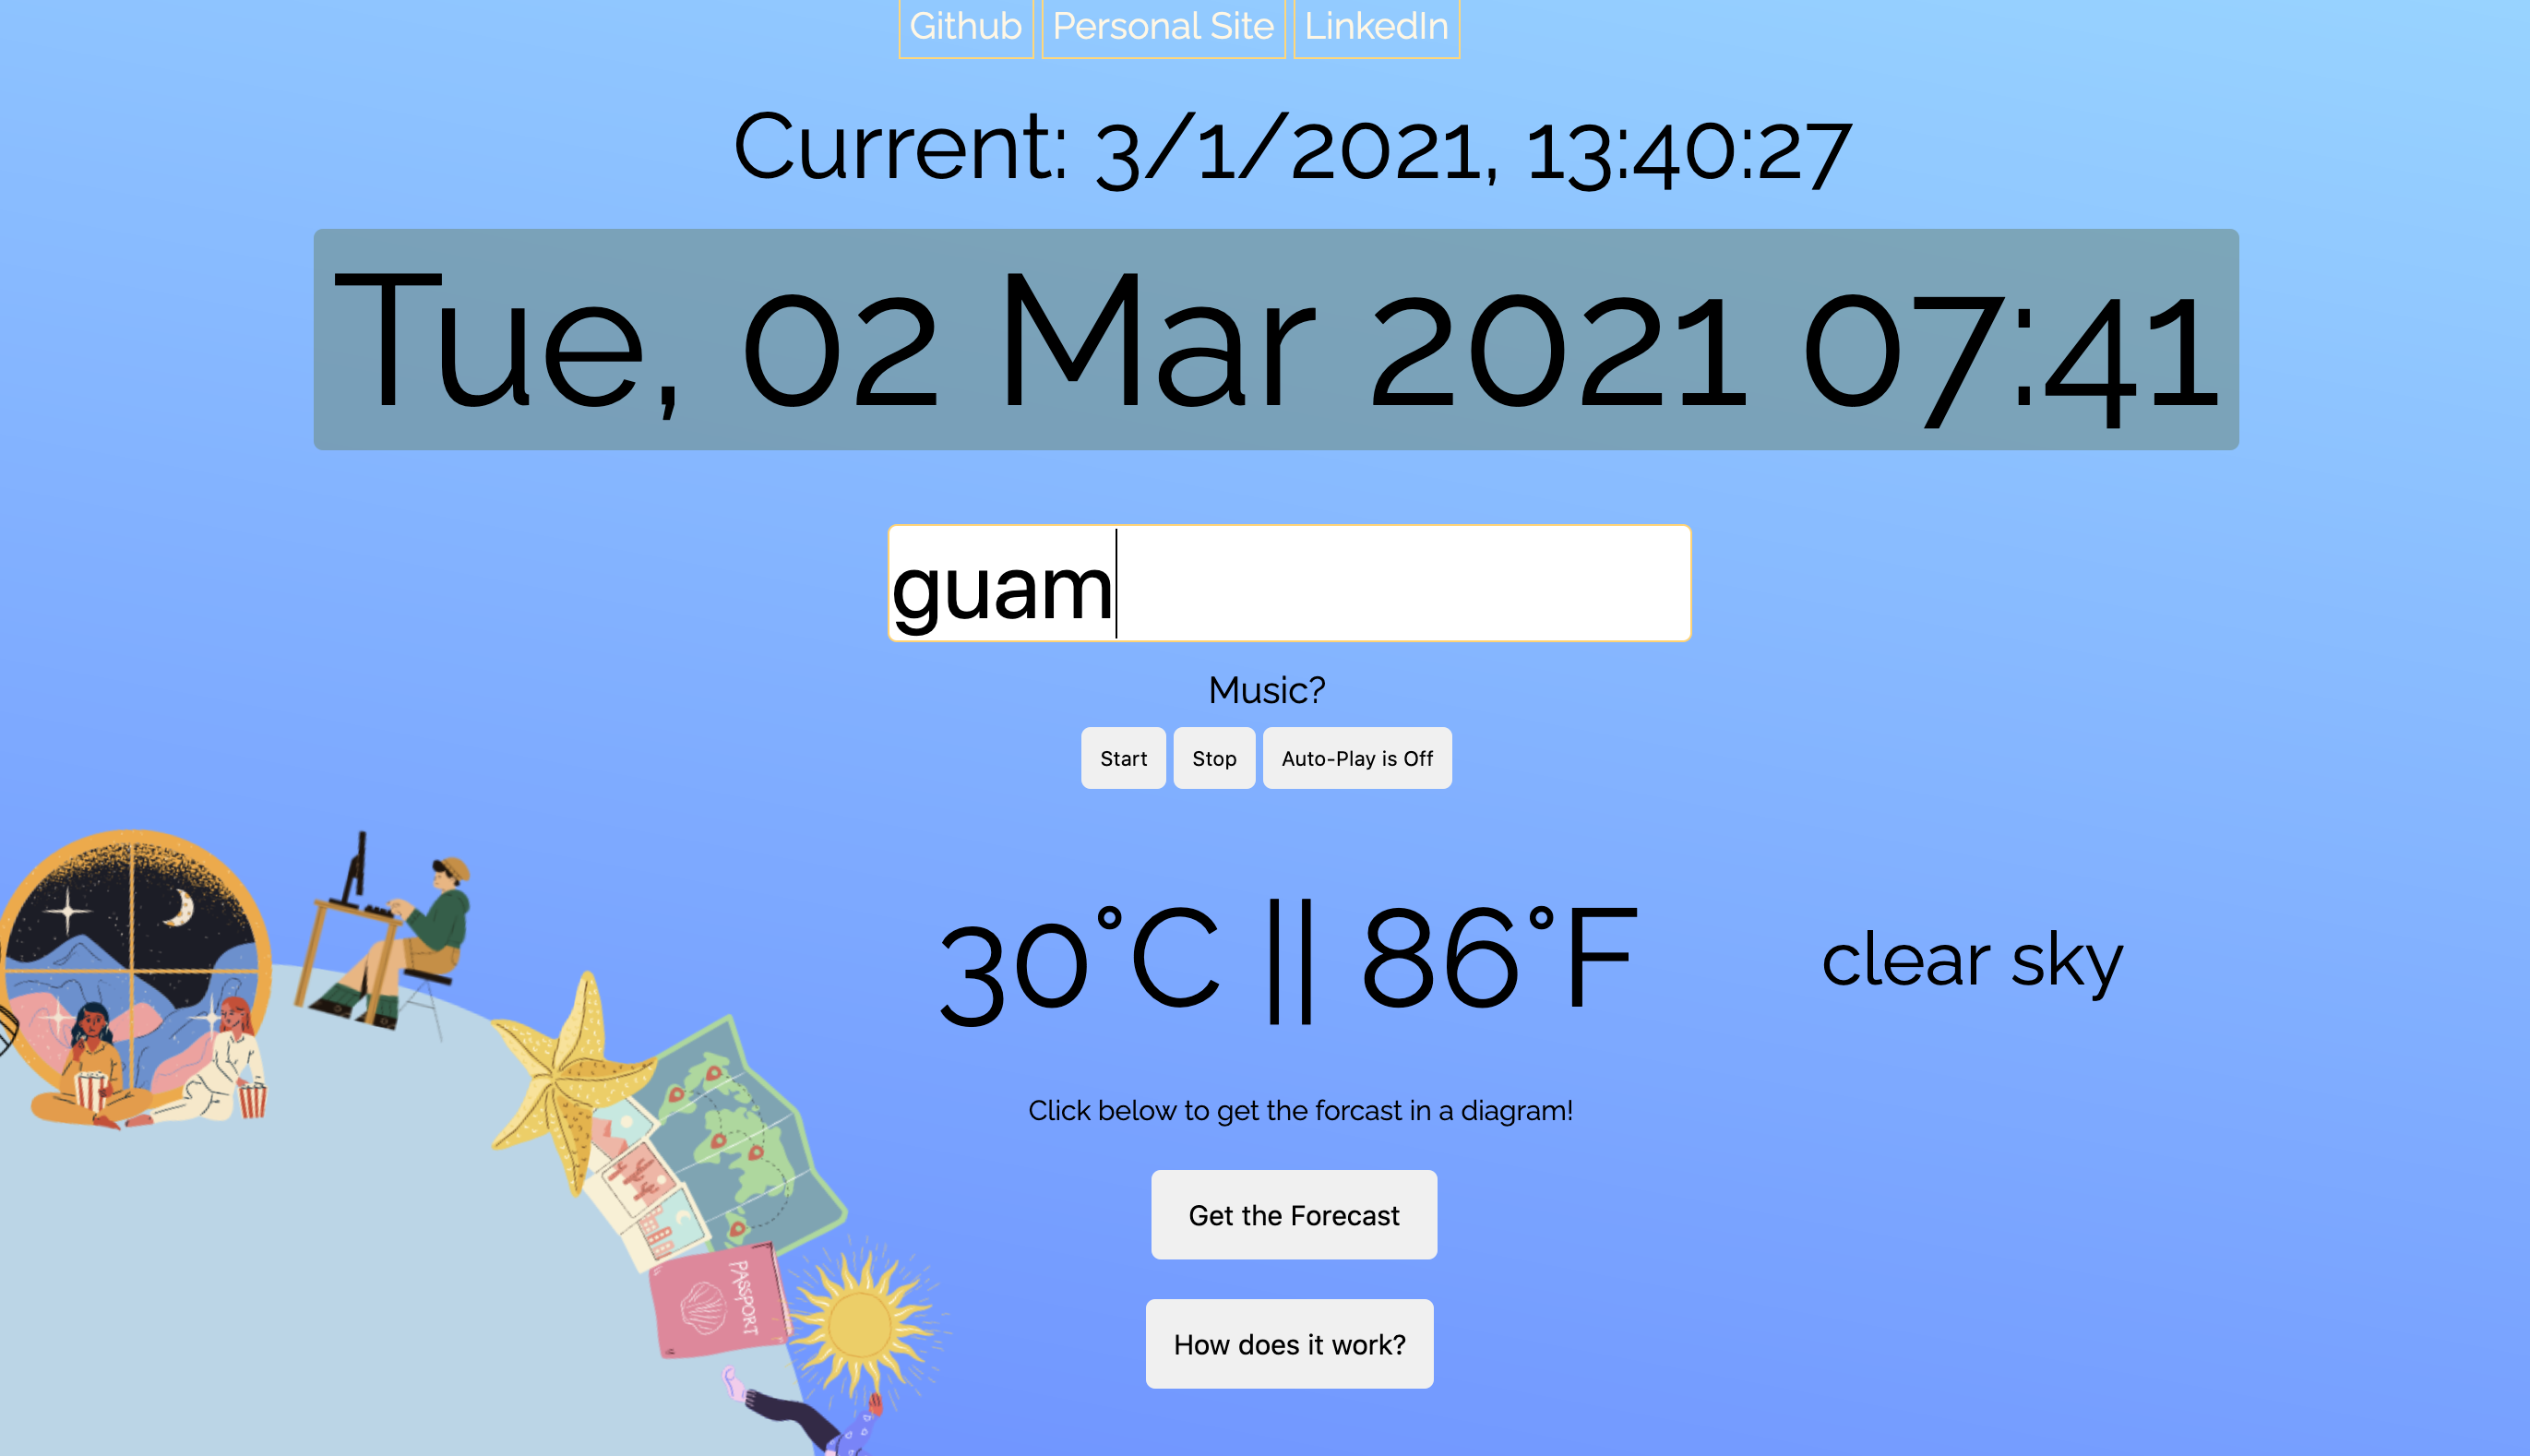 Github Personal Site LinkedIn
Current: 3/1/2021, 13:40:27
Tue, 02 Mar 2021 07:41
guam
Music?
Start Stop Auto-Play is Off
30°C || 86°F clear sky
Click below to get the forcast in a diagram!
PASSPORT
Get the Forecast
How does it work?